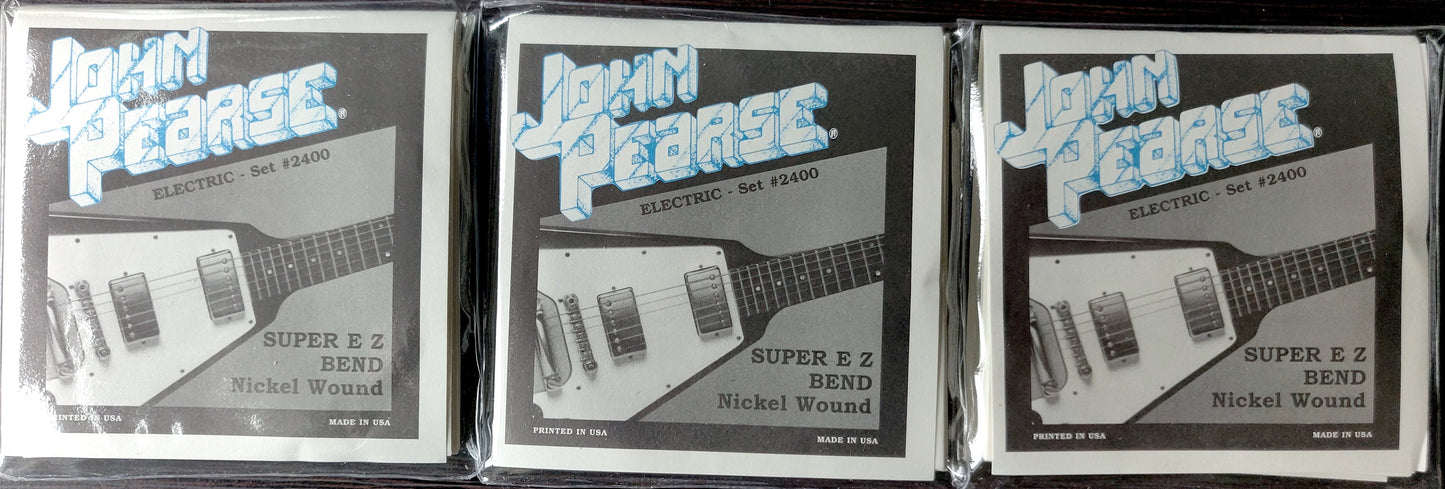 JOHN
PEARSE®
ELECTRIC - Set #2400
SUPER E Z
BEND
Nickel Wound
PRINTED IN USA
MADE IN USA
JOHN
PEARSE®
ELECTRIC - Set #2400
SUPER E Z
BEND
Nickel Wound
PRINTED IN USA
MADE IN USA
JOHN
PEARSE®
ELECTRIC - Set #2400
SUPER E Z
BEND
Nickel Wound
PRINTED IN USA
MADE IN USA